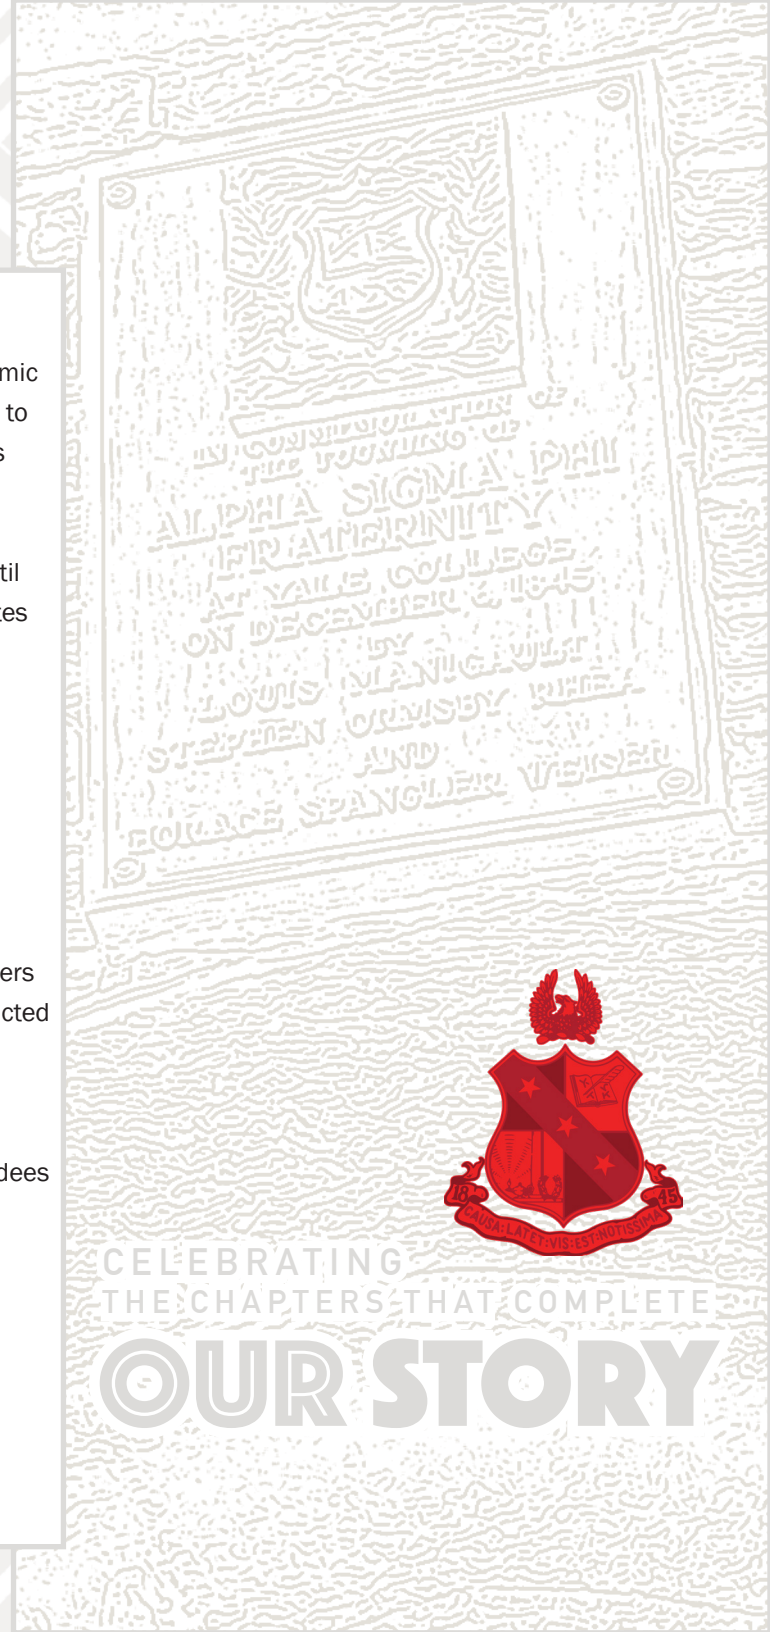 mic
to
s
til
tes
ers
cted
dees
IN COMMEMORATION OF
THE FOUNDING OF
ALPHA SIGMA PHI
FRATERNITY
AT YALE COLLEGE
ON DECEMBER 6, 1845
BY
LOUIS MANIGAULT
STEPHEN ORMSBY RHEA
AND
HORACE SPANGLER WEISER
18 45
CAUSA:LATET:VIS:EST:NOTISSIMA
CELEBRATING
THE CHAPTERS THAT COMPLETE
OUR STORY